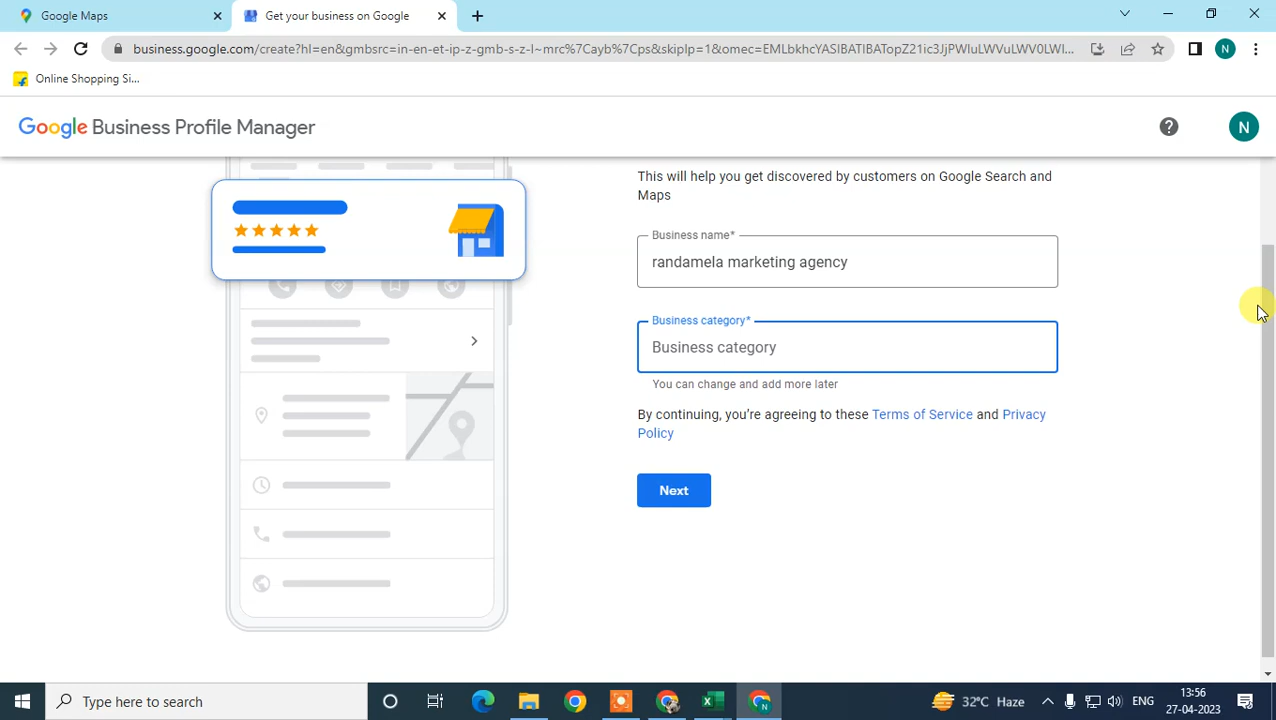 Google Maps
Get your business on Google
business.google.com/create?hl=en&gmbsrc=in-en-et-ip-z-gmb-s-z-l~mrc%7Cayb%7Cps&skipIp=1&omec=EMLbkhcYASIBATIBATopZ21ic3JjPWluLWVuLWV0LWl...
N
Online Shopping Si...
Google Business Profile Manager
N
This will help you get discovered by customers on Google Search and
Maps
Business name*
randamela marketing agency
Business category*
Business category
You can change and add more later
By continuing, you're agreeing to these Terms of Service and Privacy
Policy
Next
Type here to search
N
32°C Haze
ENG
13:56
27-04-2023